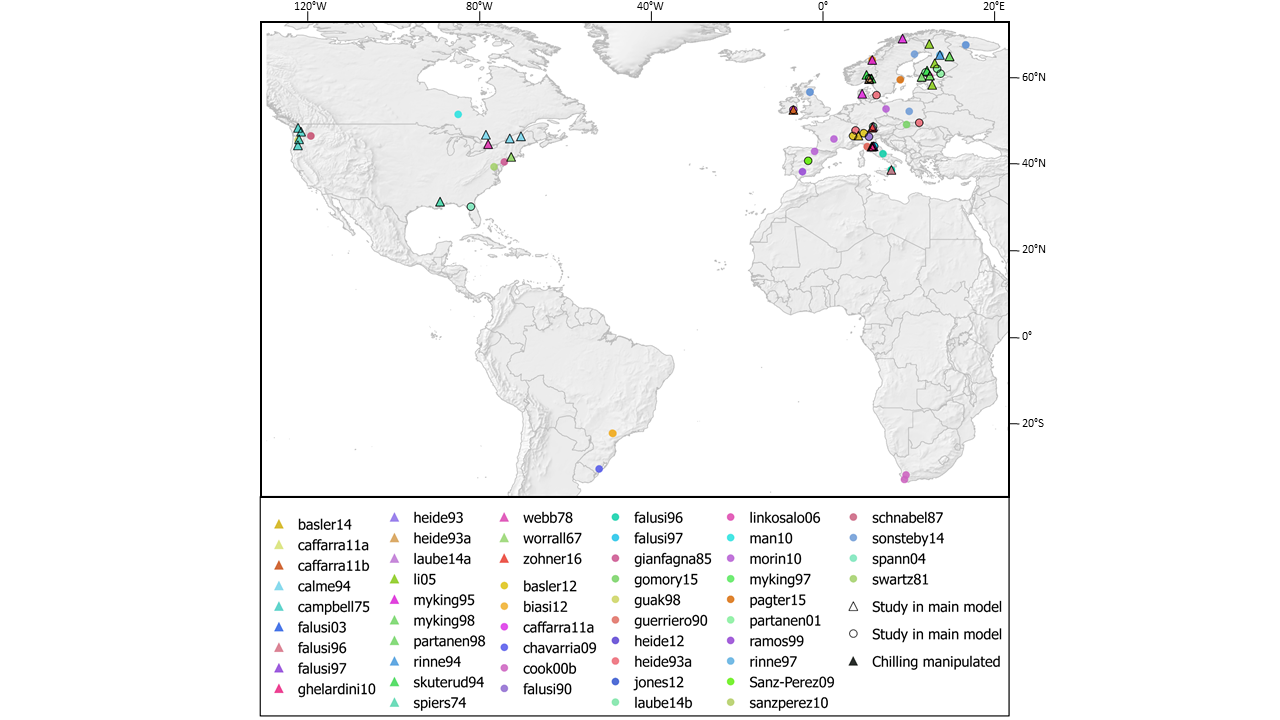 120°W 80°W 40°W 0° 20°E
60°N
40°N
20°N
0°
20°S
basler14
caffarra11a
caffarra11b
calme94
campbell75
falusi03
falusi96
falusi97
ghelardini10
heide93
heide93a
laube14a
li05
myking95
myking98
partanen98
rinne94
skuterud94
spiers74
webb78
worrall67
zohner16
basler12
biasi12
caffarra11a
chavarria09
cook00b
falusi90
falusi96
falusi97
gianfagna85
gomory15
guak98
guerriero90
heide12
heide93a
jones12
laube14b
linkosalo06
man10
morin10
myking97
pagter15
partanen01
ramos99
rinne97
Sanz-Perez09
sanzperez10
schnabel87
sonsteby14
spann04
swartz81
Study in main model
Study in main model
Chilling manipulated